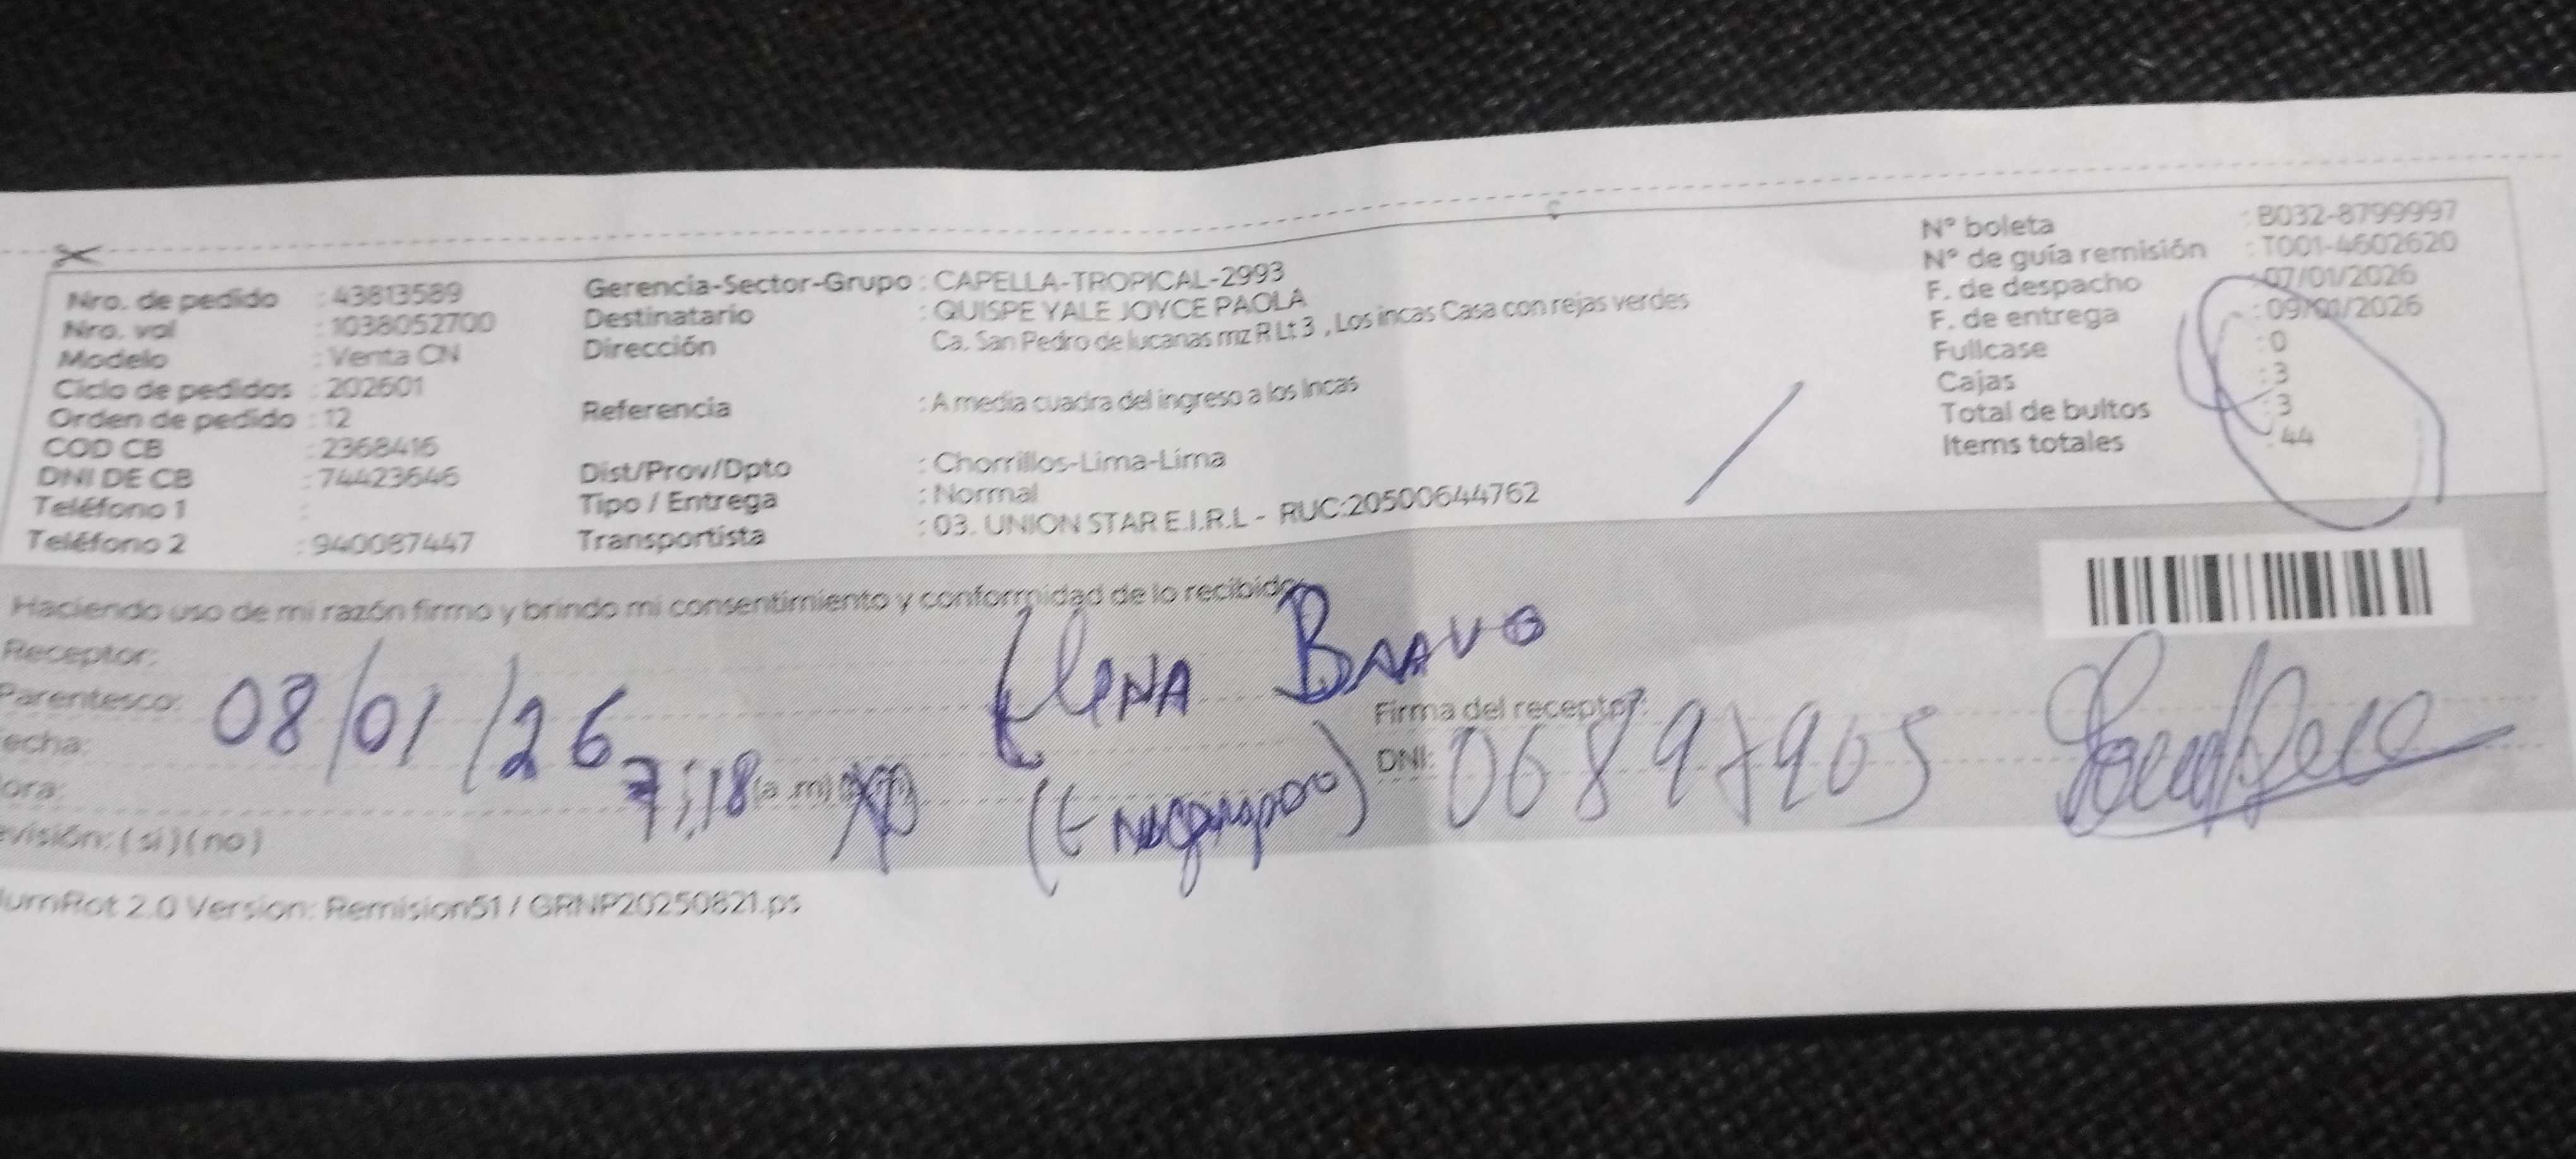 Nro. de pedido : 43813589
Nro. val : 1038052700
Modelo : Venta CN
Ciclo de pedidos : 202601
Orden de pedido : 12
COD CB : 2368416
DNI DE CB : 74423646
Teléfono 1 :
Teléfono 2 : 940087447
Gerencia-Sector-Grupo : CAPELLA-TROPICAL-2993
Destinatario : QUISPE YALE JOYCE PAOLA
Dirección : Ca. San Pedro de lucanas mz R Lt 3 , Los incas Casa con rejas verdes
Referencia : A media cuadra del ingreso a los Incas
Dist/Prov/Dpto : Chorrillos-Lima-Lima
Tipo / Entrega : Normal
Transportista : 03. UNION STAR E.I.R.L - RUC:20500644762
N° boleta : B032-8799997
N° de guía remisión : T001-4602620
F. de despacho : 07/01/2026
F. de entrega : 09/01/2026
Fullcase : 0
Cajas : 3
Total de bultos : 3
Items totales : 44
Haciendo uso de mi razón firmo y brindo mi consentimiento y conformidad de lo recibido
Receptor:
Parentesco:
echa: 08/01/26
ora: 7:18 (a .m)
evisión: ( si ) ( no )
Elena BRAVO
Firma del receptor:
DNI: 06897905
umRot 2.0 Version: Remision51 / GRNP20250821.ps